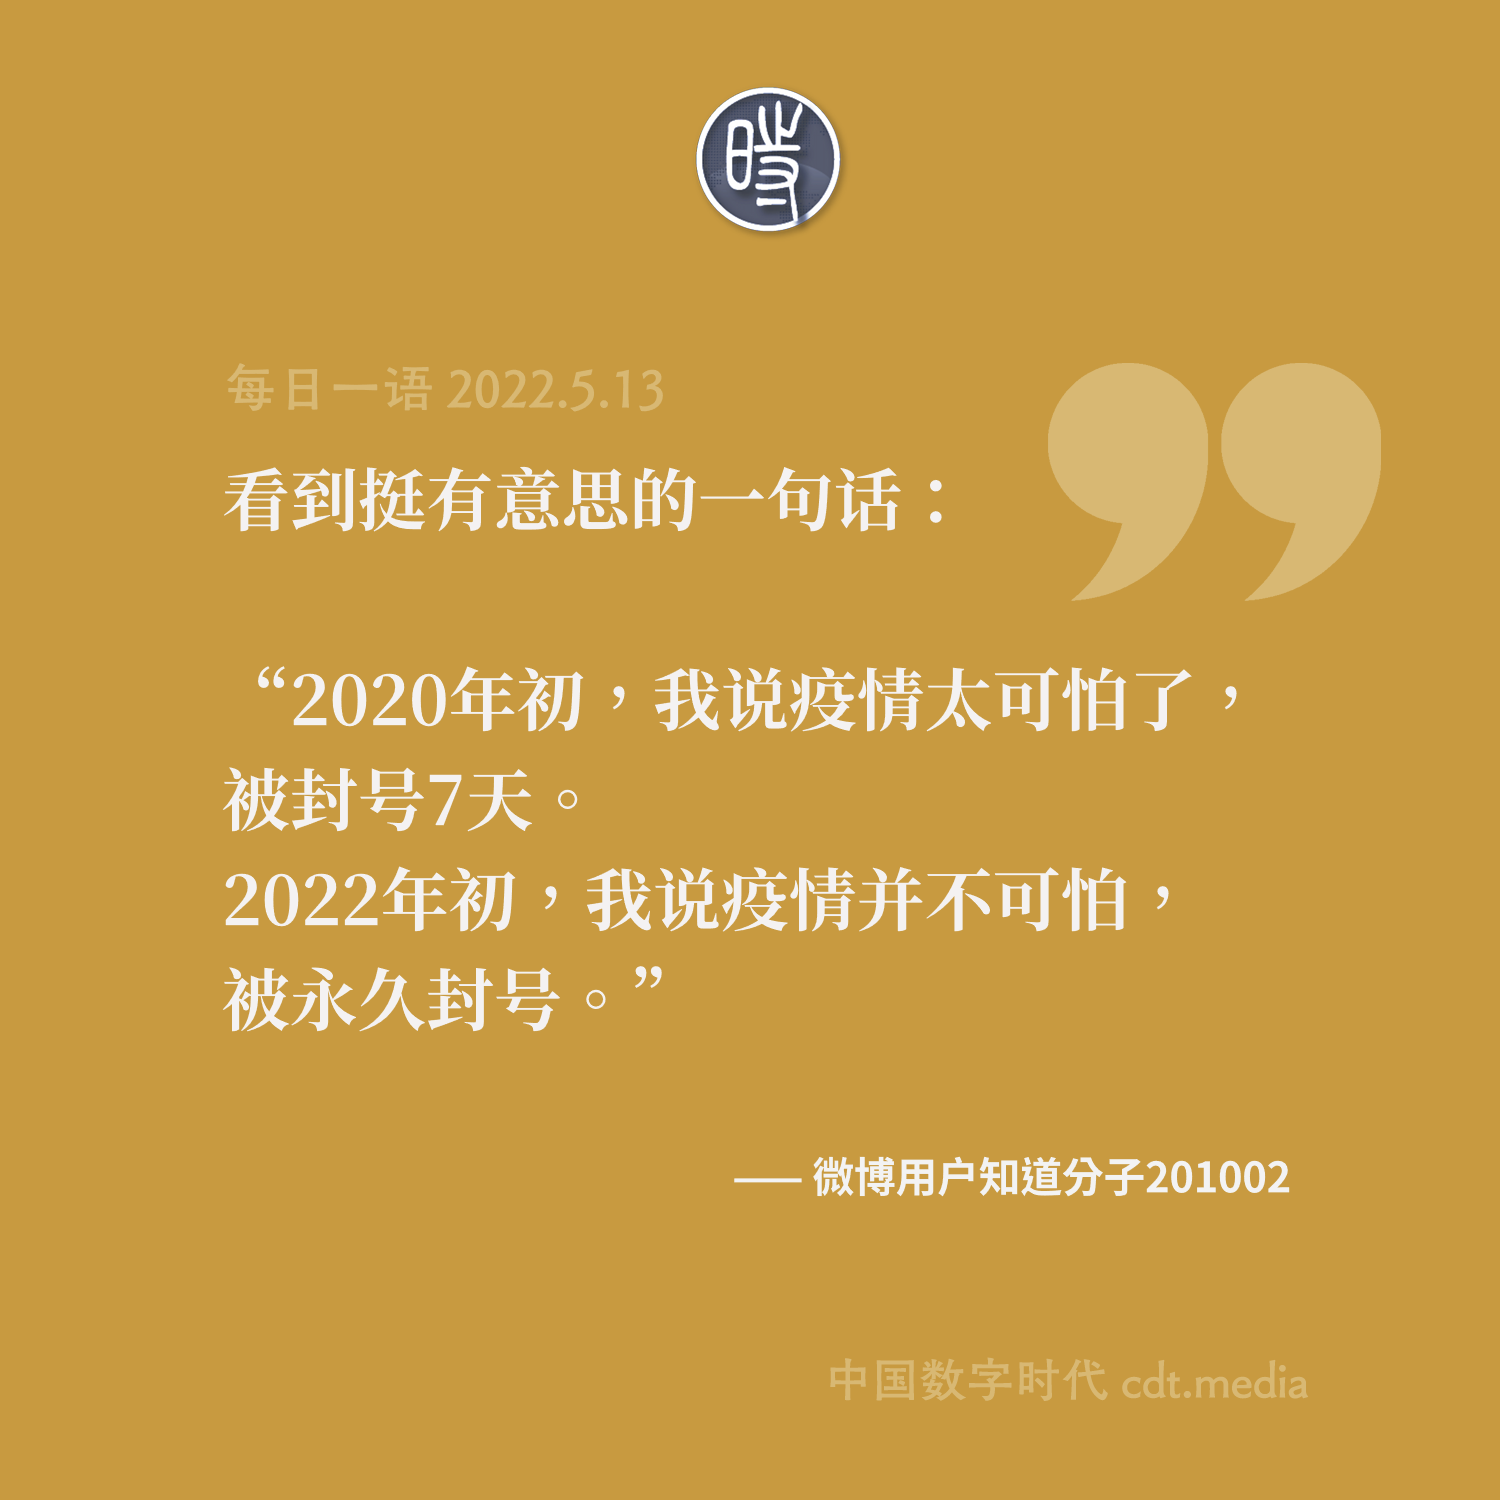 時
每日一语 2022.5.13
看到挺有意思的一句话：
“2020年初，我说疫情太可怕了，
被封号7天。
2022年初，我说疫情并不可怕，
被永久封号。”
—— 微博用户知道分子201002
中国数字时代 cdt.media